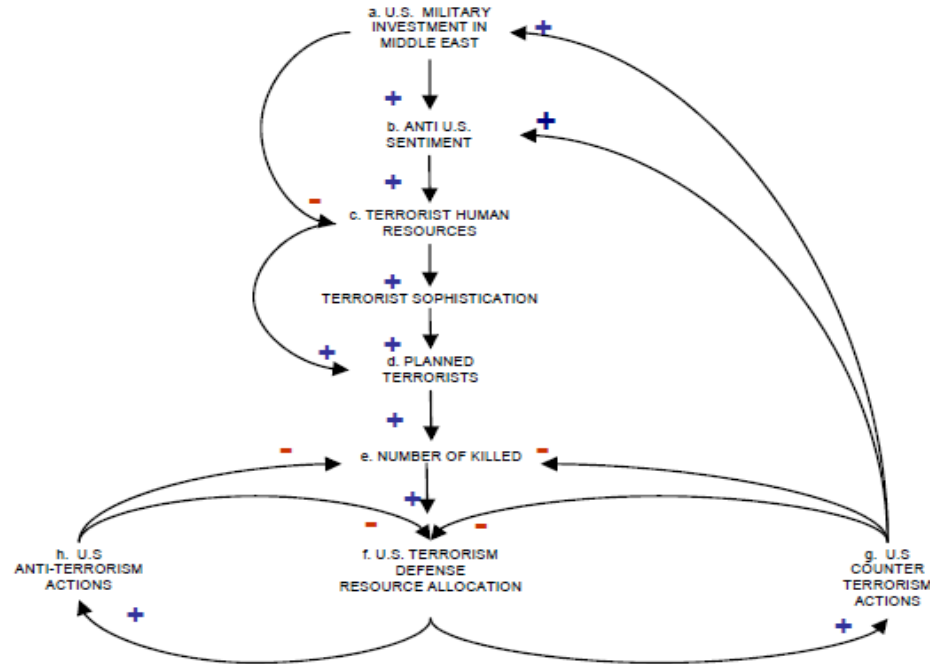 a. U.S. MILITARY
INVESTMENT IN
MIDDLE EAST
+
+
b. ANTI U.S.
SENTIMENT
+
+
-
c. TERRORIST HUMAN
RESOURCES
+
TERRORIST SOPHISTICATION
+
+
d. PLANNED
TERRORISTS
+
-
e. NUMBER OF KILLED
-
+
-
-
h. U.S
ANTI-TERRORISM
ACTIONS
f. U.S. TERRORISM
DEFENSE
RESOURCE ALLOCATION
g. U.S
COUNTER
TERRORISM
ACTIONS
+
+